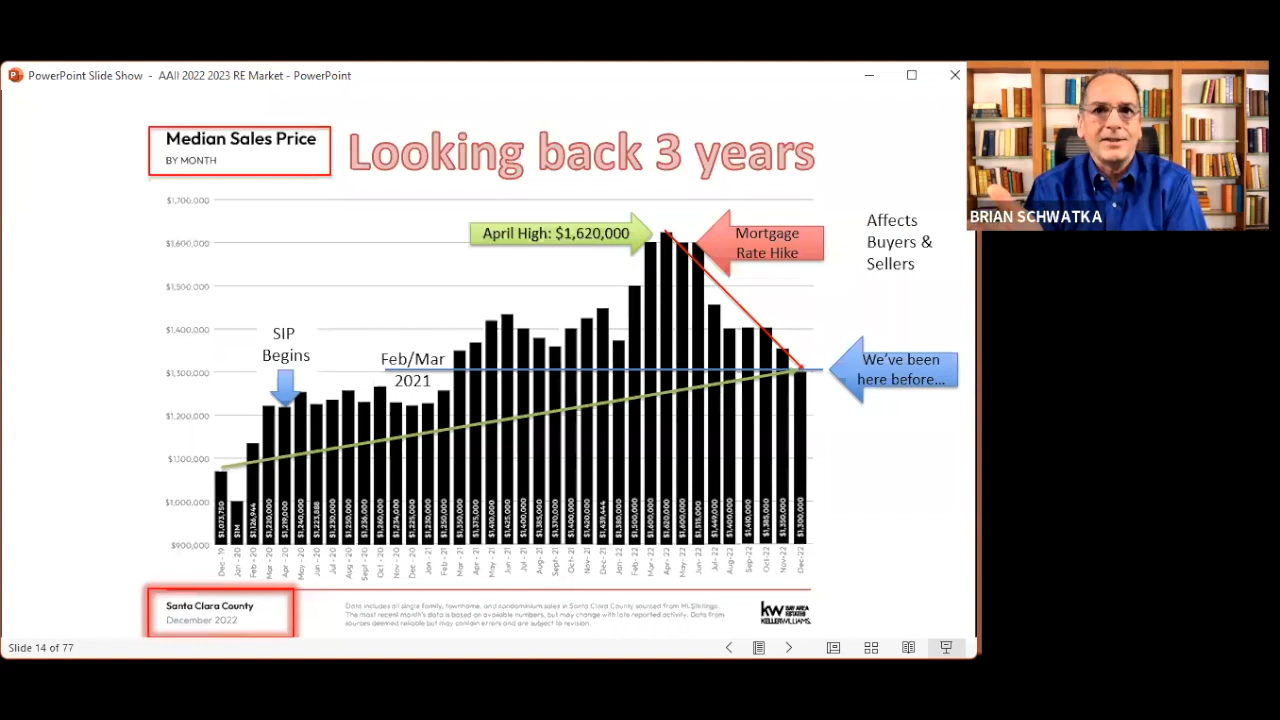 PowerPoint Slide Show - AAII 2022 2023 RE Market - PowerPoint
Median Sales Price
BY MONTH
Looking back 3 years
$1,700,000
$1,600,000
$1,500,000
$1,400,000
$1,300,000
$1,200,000
$1,100,000
$1,000,000
$900,000
April High: $1,620,000
Mortgage
Rate Hike
Affects
Buyers &
Sellers
BRIAN SCHWATKA
SIP
Begins
Feb/Mar
2021
We've been
here before...
$1,073,750
$1M
$1,126,944
$1,220,000
$1,219,000
$1,240,000
$1,223,888
$1,230,000
$1,250,000
$1,235,000
$1,260,000
$1,234,000
$1,225,000
$1,230,000
$1,250,000
$1,350,000
$1,375,000
$1,410,000
$1,425,000
$1,400,000
$1,385,000
$1,370,000
$1,400,000
$1,420,000
$1,439,444
$1,380,000
$1,500,000
$1,600,000
$1,620,000
$1,600,000
$1,449,000
$1,400,000
$1,410,000
$1,385,000
$1,350,000
$1,300,000
Dec - 19
Jan - 20
Feb - 20
Mar - 20
Apr - 20
May - 20
Jun - 20
Jul - 20
Aug - 20
Sept - 20
Oct - 20
Nov - 20
Dec - 20
Jan - 21
Feb - 21
Mar - 21
Apr - 21
May - 21
Jun - 21
Jul - 21
Aug - 21
Sept - 21
Oct - 21
Nov - 21
Dec - 21
Jan-22
Feb-22
Mar-22
Apr-22
May-22
Jun-22
Jul-22
Aug-22
Sep-22
Oct-22
Nov-22
Dec-22
Santa Clara County
December 2022
Data includes all single family, townhome, and condominium sales in Santa Clara County sourced from MLSlistings.
The most recent month's data is based on available numbers, but may change with late reported activity. Data from
sources deemed reliable but may contain errors and are subject to revision.
kw BAY AREA
ESTATES
KELLERWILLIAMS.
Slide 14 of 77